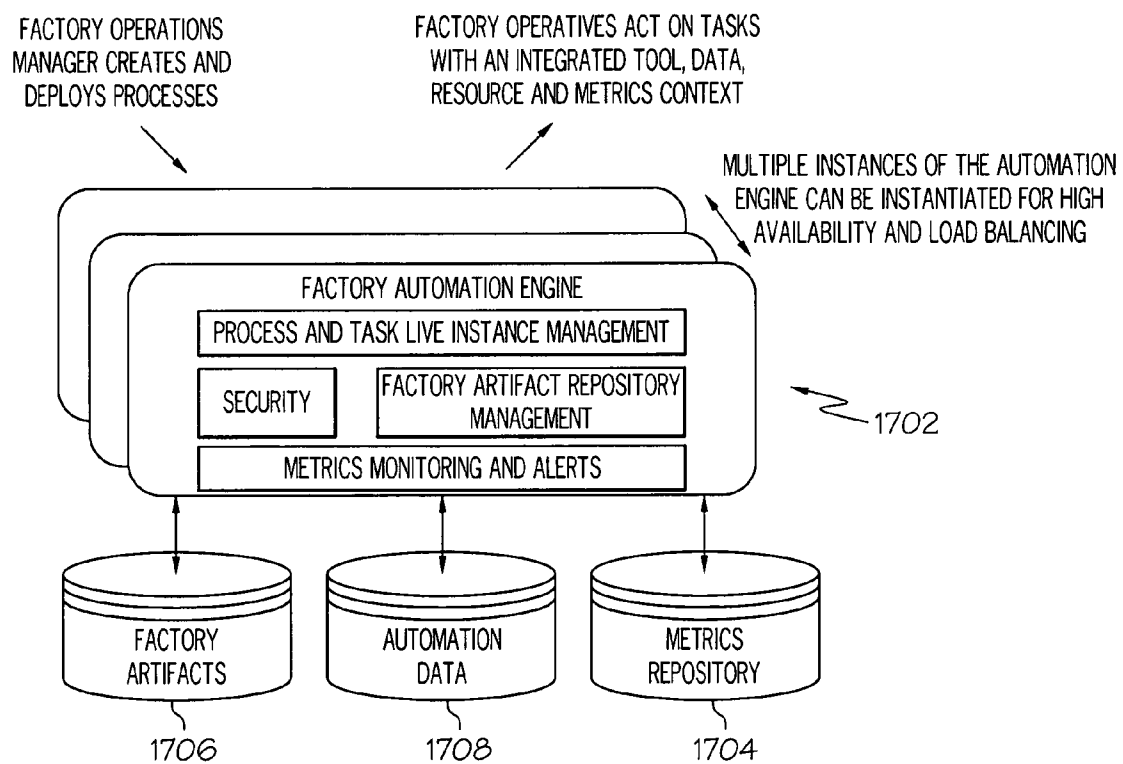 FACTORY OPERATIONS
MANAGER CREATES AND
DEPLOYS PROCESSES
FACTORY OPERATIVES ACT ON TASKS
WITH AN INTEGRATED TOOL, DATA,
RESOURCE AND METRICS CONTEXT
MULTIPLE INSTANCES OF THE AUTOMATION
ENGINE CAN BE INSTANTIATED FOR HIGH
AVAILABILITY AND LOAD BALANCING
FACTORY AUTOMATION ENGINE
PROCESS AND TASK LIVE INSTANCE MANAGEMENT
SECURITY
FACTORY ARTIFACT REPOSITORY
MANAGEMENT
METRICS MONITORING AND ALERTS
1702
FACTORY
ARTIFACTS
AUTOMATION
DATA
METRICS
REPOSITORY
1706
1708
1704